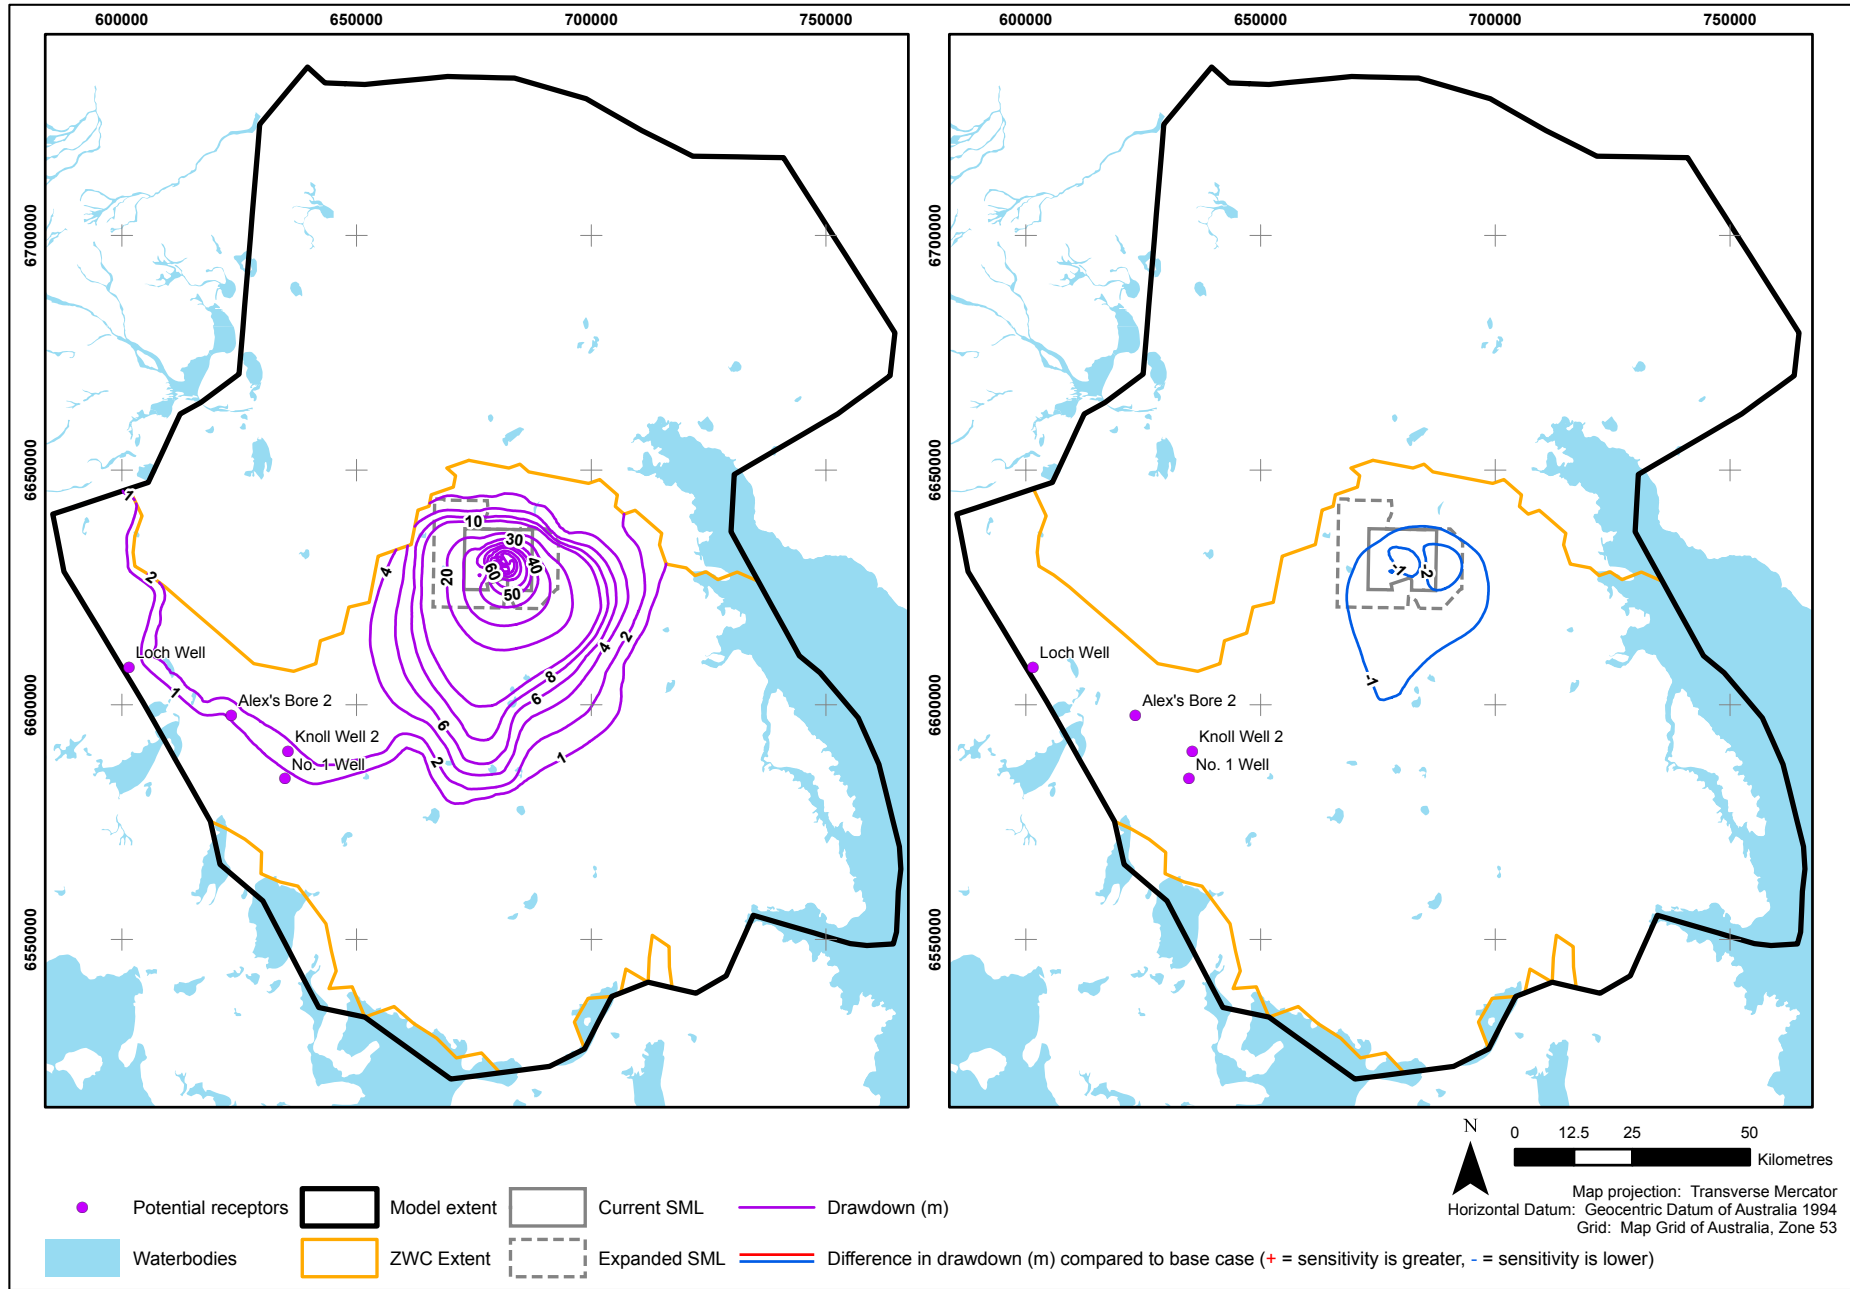 600000 650000 700000 750000 600000 650000 700000 750000
6700000 6700000
6650000 6650000
6600000 6600000
6550000 6550000
1
10
30
2
4
20
60
40
50
Loch Well
1
Alex's Bore 2
Knoll Well 2
No. 1 Well
2
4
8
6
6
2
1
-1
-2
-1
Loch Well
Alex's Bore 2
Knoll Well 2
No. 1 Well
N
0 12.5 25 50
Kilometres
Map projection: Transverse Mercator
Horizontal Datum: Geocentric Datum of Australia 1994
Grid: Map Grid of Australia, Zone 53
Potential receptors Model extent Current SML Drawdown (m)
Waterbodies ZWC Extent Expanded SML Difference in drawdown (m) compared to base case (+ = sensitivity is greater, - = sensitivity is lower)